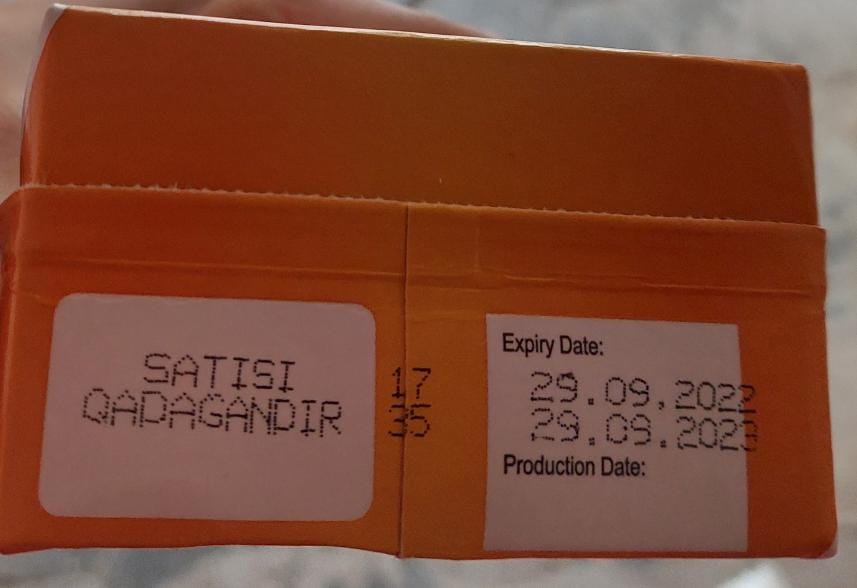 SATISI
QADAGANDIR
17
35
Expiry Date:
29.09.2022
29.09.2023
Production Date: